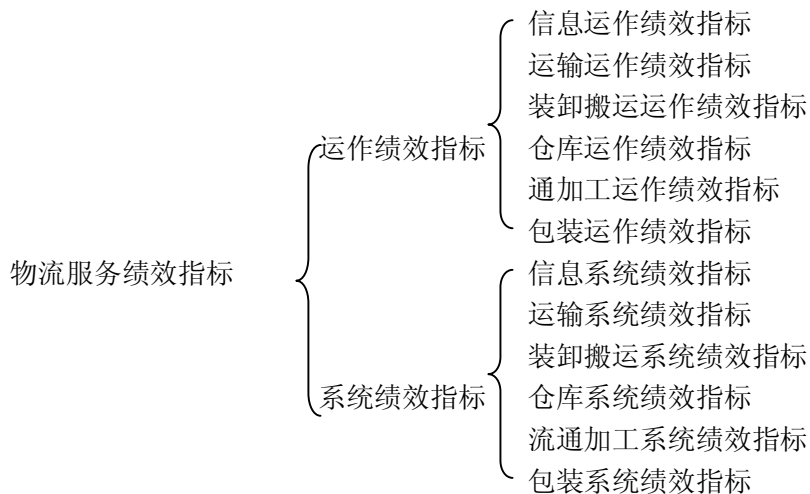 物流服务绩效指标
运作绩效指标
信息运作绩效指标
运输运作绩效指标
装卸搬运运作绩效指标
仓库运作绩效指标
通加工运作绩效指标
包装运作绩效指标
系统绩效指标
信息系统绩效指标
运输系统绩效指标
装卸搬运系统绩效指标
仓库系统绩效指标
流通加工系统绩效指标
包装系统绩效指标